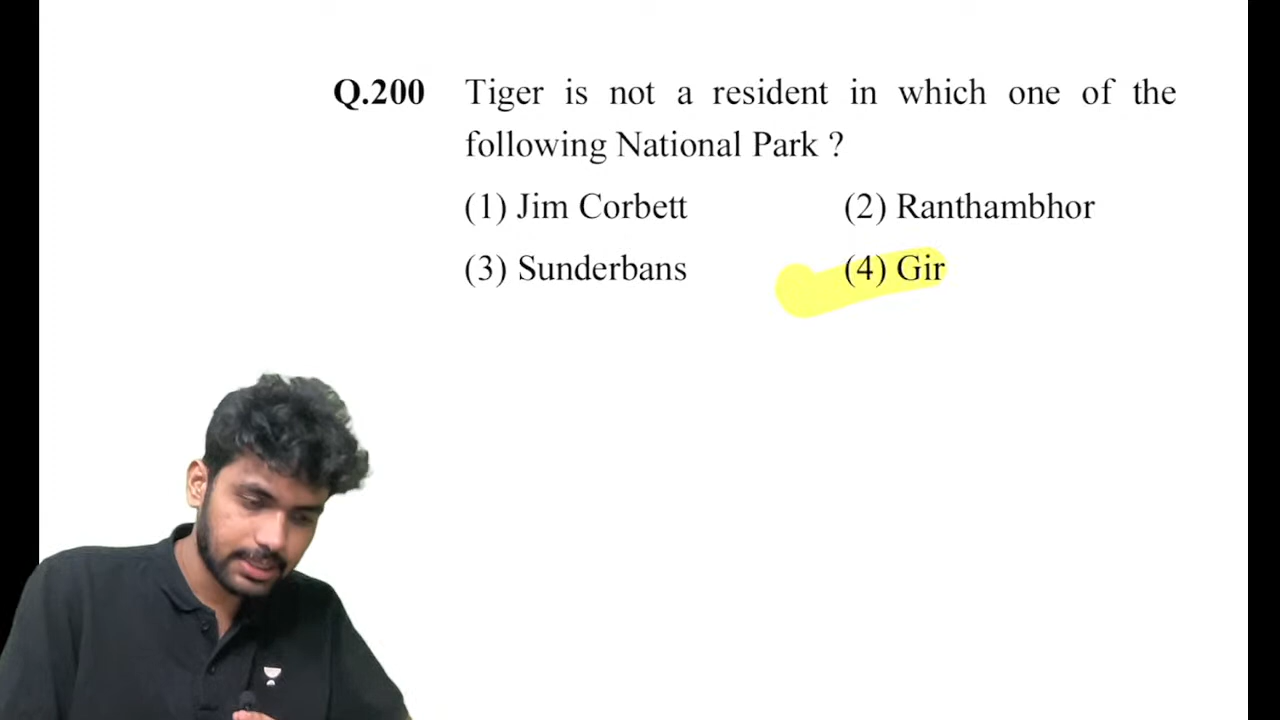 Q.200 Tiger is not a resident in which one of the
following National Park ?
(1) Jim Corbett (2) Ranthambhor
(3) Sunderbans (4) Gir